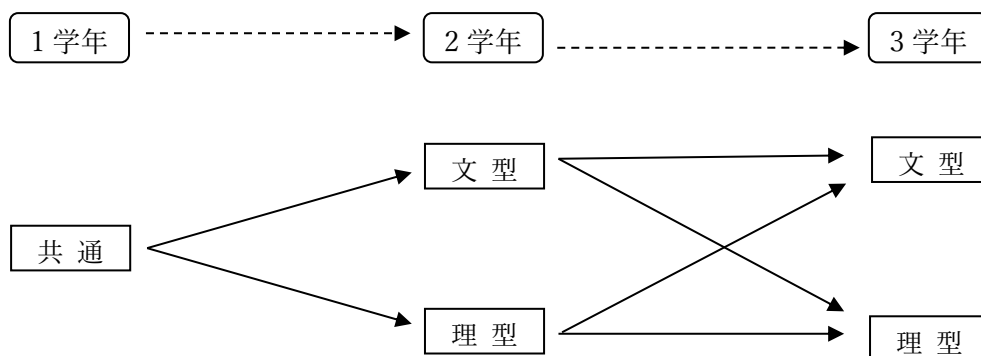 1学年 2学年 3学年
文 型 文 型
共 通
理 型 理 型